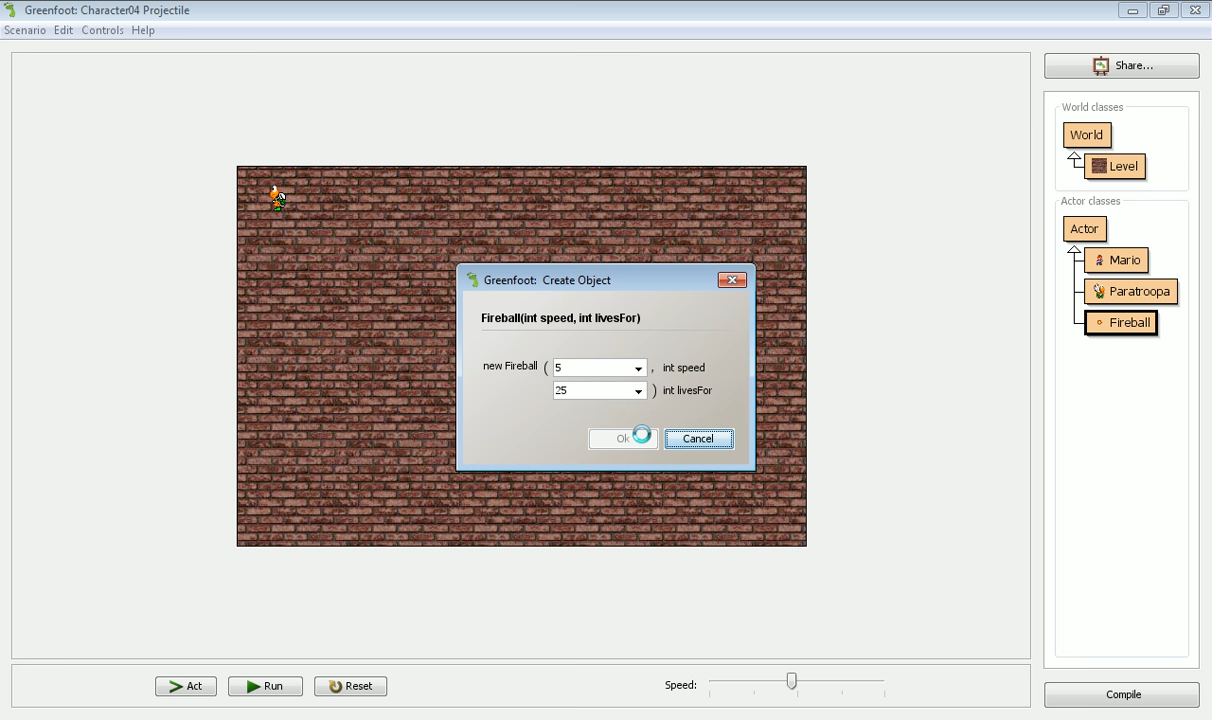 Greenfoot: Character04 Projectile
Scenario Edit Controls Help
Share...
World classes
World
Level
Actor classes
Actor
Mario
Paratroopa
Fireball
Greenfoot: Create Object
Fireball(int speed, int livesFor)
new Fireball ( 5 , int speed
25 ) int livesFor
Ok Cancel
Act Run Reset Speed:
Compile